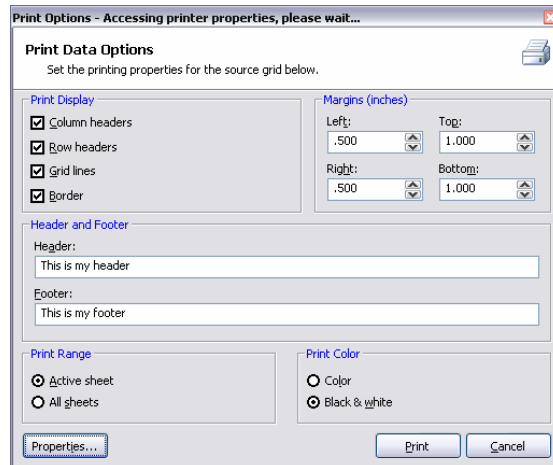 Print Options - Accessing printer properties, please wait...
Print Data Options
Set the printing properties for the source grid below.
Print Display
Column headers
Row headers
Grid lines
Border
Margins (inches)
Left:
Top:
.500
1.000
Right:
Bottom:
.500
1.000
Header and Footer
Header:
This is my header
Footer:
This is my footer
Print Range
Active sheet
All sheets
Print Color
Color
Black & white
Properties...
Print
Cancel